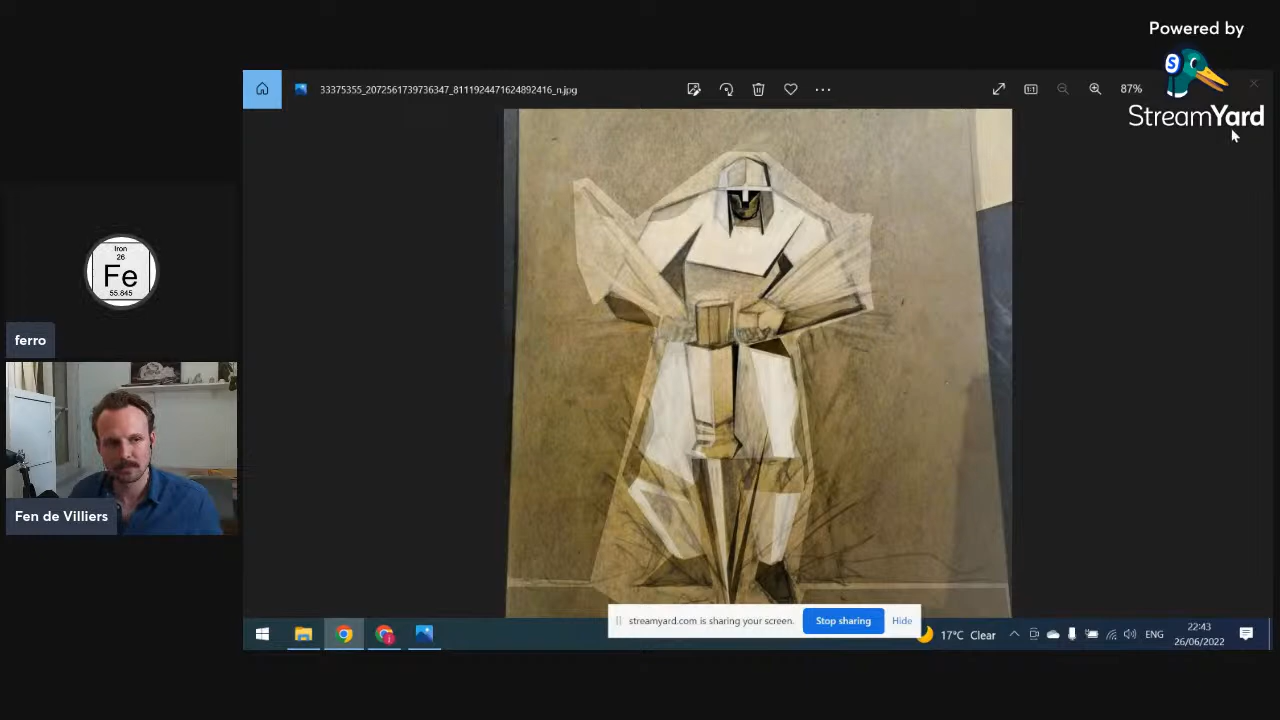 Powered by
StreamYard
33375355_2072561739736347_8111924471624892416_n.jpg
87%
Iron
26
Fe
55.845
ferro
Fen de Villiers
streamyard.com is sharing your screen.
Stop sharing
Hide
17°C Clear
ENG
22:43
26/06/2022